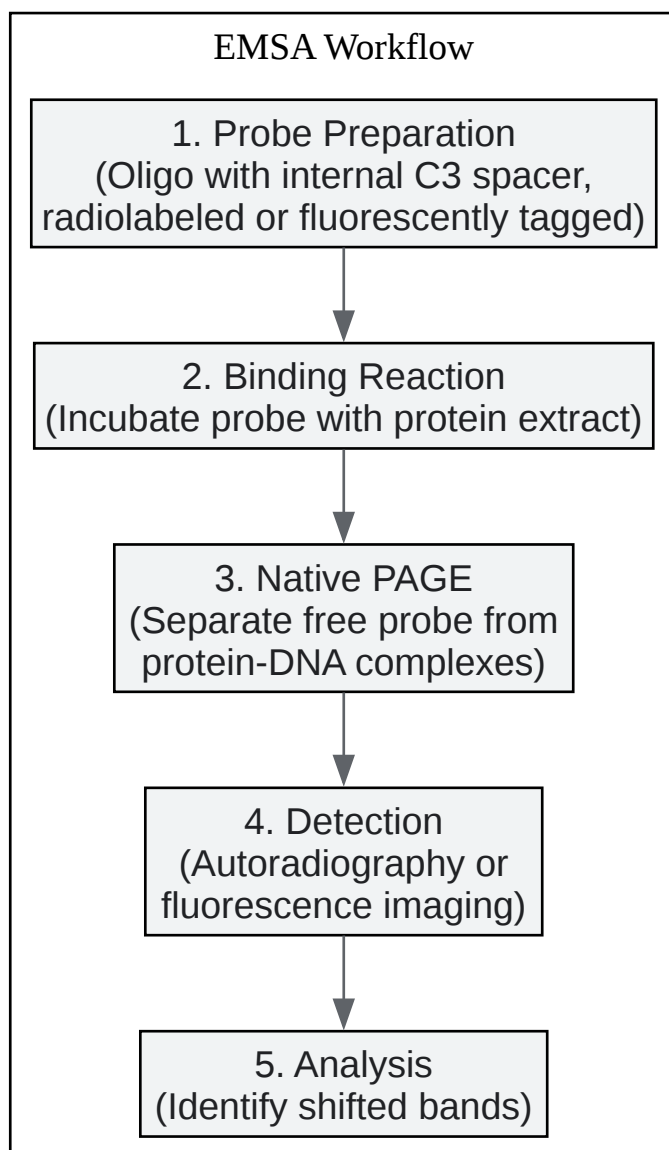 EMSA Workflow
1. Probe Preparation
(Oligo with internal C3 spacer,
radiolabeled or fluorescently tagged)
2. Binding Reaction
(Incubate probe with protein extract)
3. Native PAGE
(Separate free probe from
protein-DNA complexes)
4. Detection
(Autoradiography or
fluorescence imaging)
5. Analysis
(Identify shifted bands)